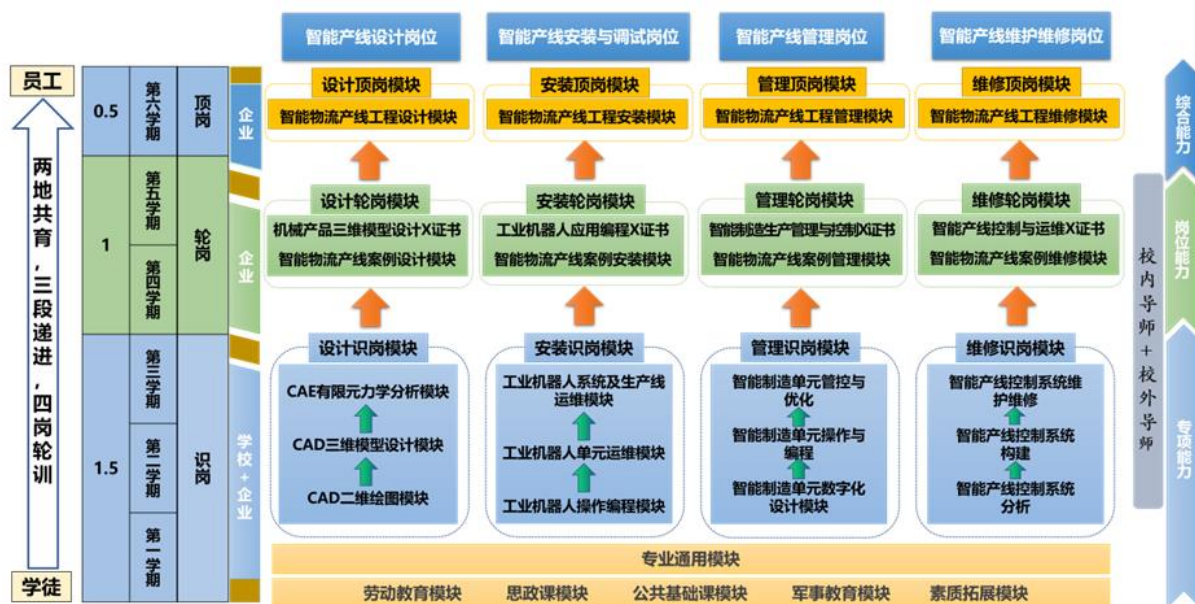 智能产线设计岗位
智能产线安装与调试岗位
智能产线管理岗位
智能产线维护维修岗位
员工
两地共育,三段递进,四岗轮训
学徒
0.5
第六学期
顶岗
企业
设计顶岗模块
智能物流产线工程设计模块
安装顶岗模块
智能物流产线工程安装模块
管理顶岗模块
智能物流产线工程管理模块
维修顶岗模块
智能物流产线工程维修模块
综合能力
1
第五学期
第四学期
轮岗
企业
设计轮岗模块
机械产品三维模型设计X证书
智能物流产线案例设计模块
安装轮岗模块
工业机器人应用编程X证书
智能物流产线案例安装模块
管理轮岗模块
智能制造生产管理与控制X证书
智能物流产线案例管理模块
维修轮岗模块
智能产线控制与运维X证书
智能物流产线案例维修模块
岗位能力
校内导师+校外导师
1.5
第三学期
第二学期
第一学期
识岗
学校+企业
设计识岗模块
CAE有限元力学分析模块
CAD三维模型设计模块
CAD二维绘图模块
安装识岗模块
工业机器人系统及生产线
运维模块
工业机器人单元运维模块
工业机器人操作编程模块
管理识岗模块
智能制造单元管控与
优化
智能制造单元操作与
编程
智能制造单元数字化
设计模块
维修识岗模块
智能产线控制系统维
护维修
智能产线控制系统
构建
智能产线控制系统
分析
专项能力
专业通用模块
劳动教育模块 思政课模块 公共基础课模块 军事教育模块 素质拓展模块